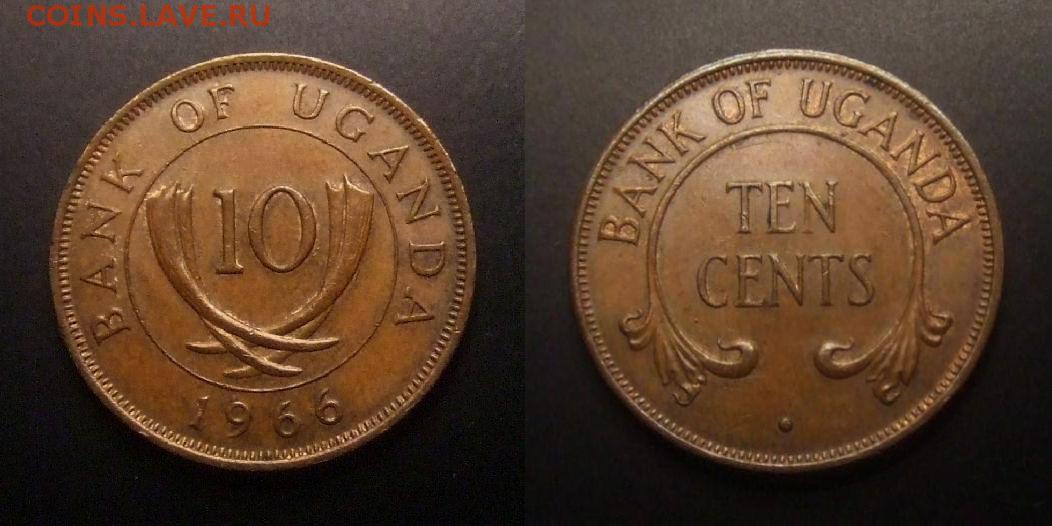 COINS.LAVE.RU
BANK OF UGANDA
10
1966
BANK OF UGANDA
TEN
CENTS